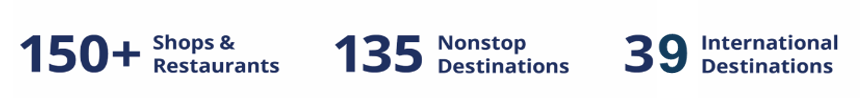 150+ Shops &
Restaurants
135 Nonstop
Destinations
39 International
Destinations